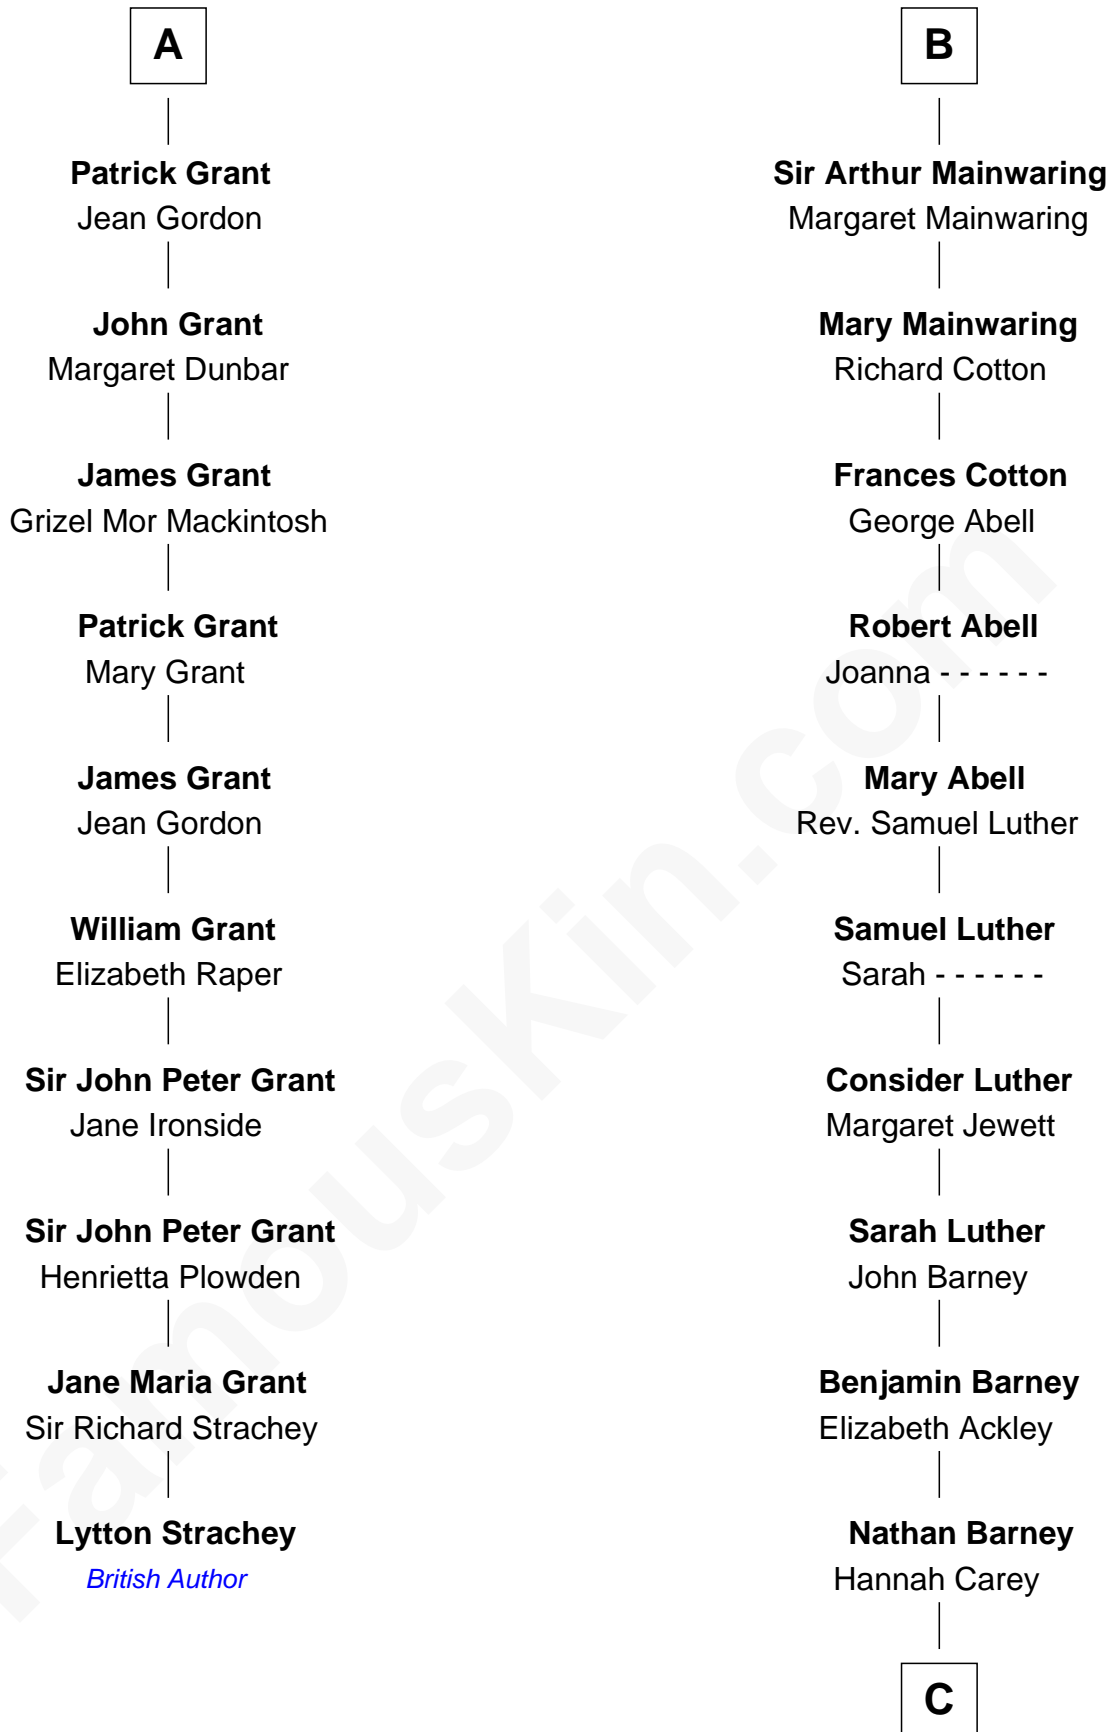 A
Patrick Grant
Jean Gordon
John Grant
Margaret Dunbar
James Grant
Grizel Mor Mackintosh
Patrick Grant
Mary Grant
James Grant
Jean Gordon
William Grant
Elizabeth Raper
Sir John Peter Grant
Jane Ironside
Sir John Peter Grant
Henrietta Plowden
Jane Maria Grant
Sir Richard Strachey
Lytton Strachey
British Author
B
Sir Arthur Mainwaring
Margaret Mainwaring
Mary Mainwaring
Richard Cotton
Frances Cotton
George Abell
Robert Abell
Joanna - - - - - -
Mary Abell
Rev. Samuel Luther
Samuel Luther
Sarah - - - - - -
Consider Luther
Margaret Jewett
Sarah Luther
John Barney
Benjamin Barney
Elizabeth Ackley
Nathan Barney
Hannah Carey
C
FamousKin.com